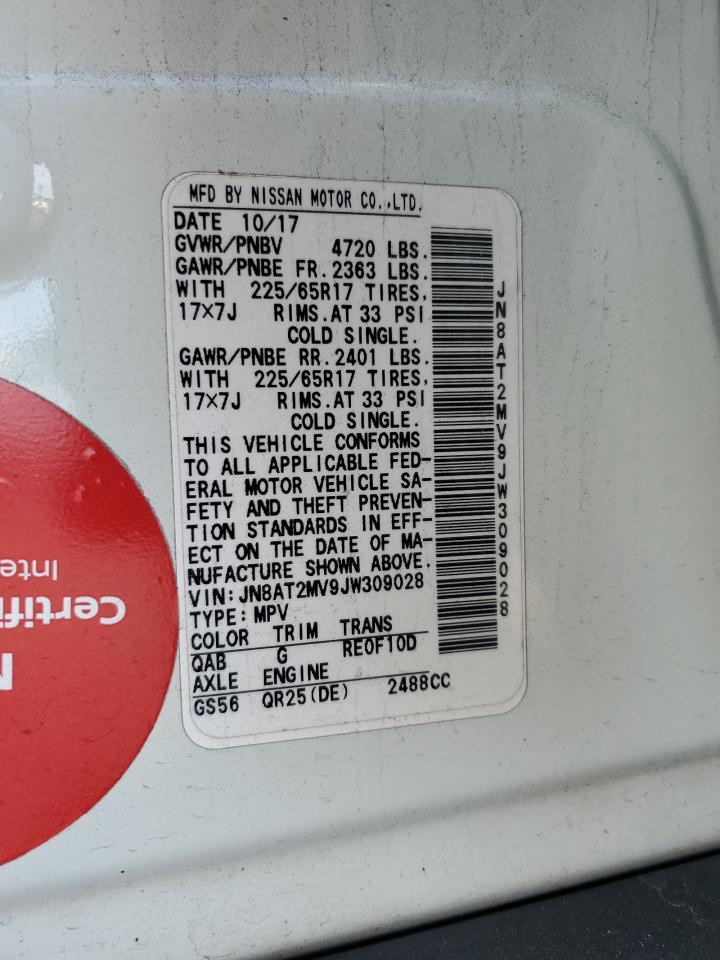 MFD BY NISSAN MOTOR CO.,LTD.
DATE 10/17
GVWR/PNBV 4720 LBS.
GAWR/PNBE FR.2363 LBS.
WITH 225/65R17 TIRES,
17×7J RIMS.AT 33 PSI
COLD SINGLE.
GAWR/PNBE RR.2401 LBS.
WITH 225/65R17 TIRES,
17×7J RIMS.AT 33 PSI
COLD SINGLE.
THIS VEHICLE CONFORMS
TO ALL APPLICABLE FED-
ERAL MOTOR VEHICLE SA-
FETY AND THEFT PREVEN-
TION STANDARDS IN EFF-
ECT ON THE DATE OF MA-
NUFACTURE SHOWN ABOVE.
VIN:JN8AT2MV9JW309028
TYPE:MPV
COLOR TRIM TRANS
QAB G RE0F10D
AXLE ENGINE
GS56 QR25(DE) 2488CC
JN8AT2MV9JW309028
N
Certifi
Inte